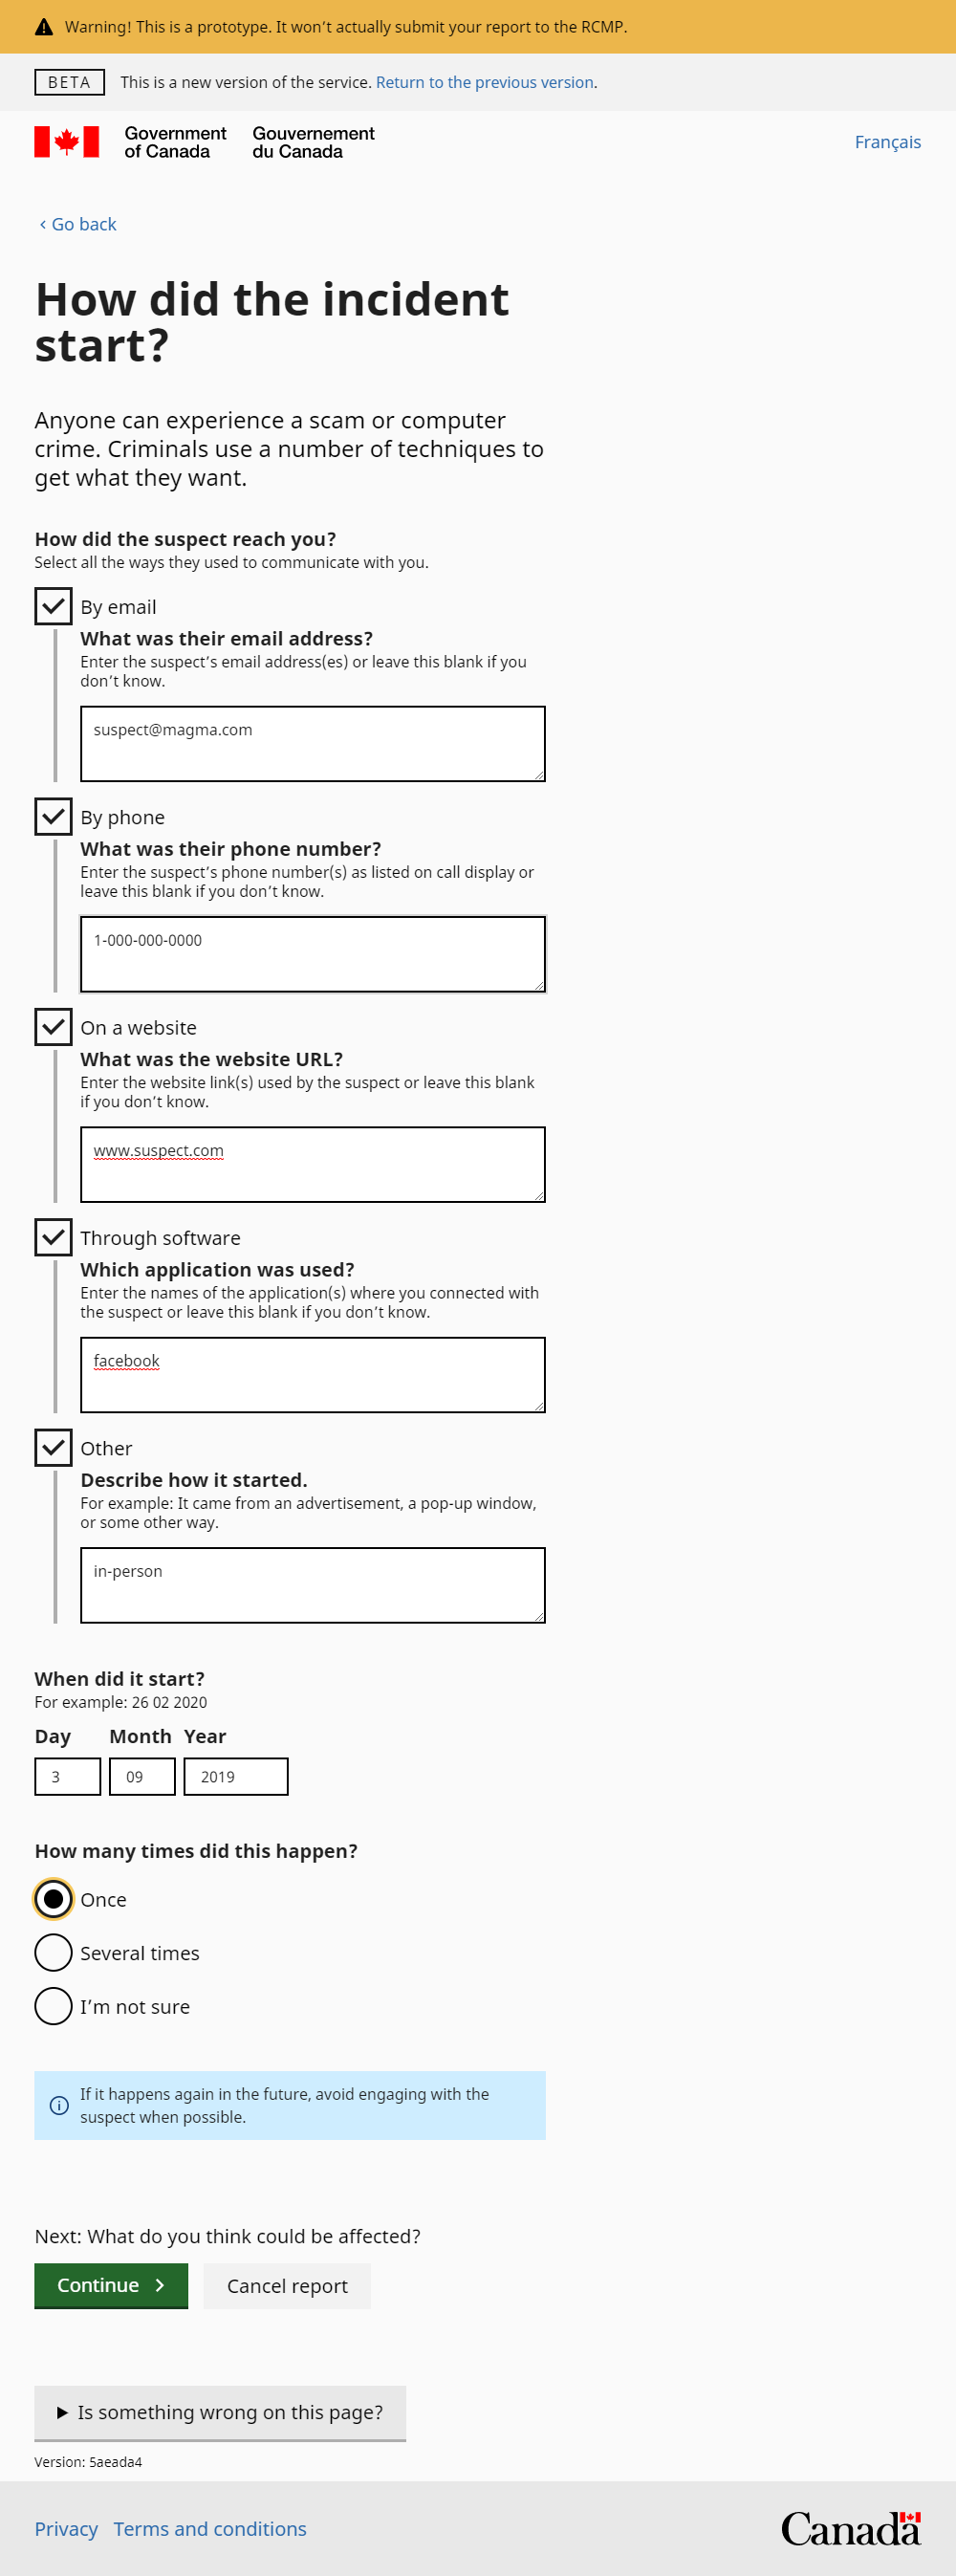 Warning! This is a prototype. It won’t actually submit your report to the RCMP.
BETA This is a new version of the service. Return to the previous version.
Government of Canada
Gouvernement du Canada
Français
Go back
How did the incident
start?
Anyone can experience a scam or computer
crime. Criminals use a number of techniques to
get what they want.
How did the suspect reach you?
Select all the ways they used to communicate with you.
By email
What was their email address?
Enter the suspect’s email address(es) or leave this blank if you
don’t know.
suspect@magma.com
By phone
What was their phone number?
Enter the suspect’s phone number(s) as listed on call display or
leave this blank if you don’t know.
1-000-000-0000
On a website
What was the website URL?
Enter the website link(s) used by the suspect or leave this blank
if you don’t know.
www.suspect.com
Through software
Which application was used?
Enter the names of the application(s) where you connected with
the suspect or leave this blank if you don’t know.
facebook
Other
Describe how it started.
For example: It came from an advertisement, a pop-up window,
or some other way.
in-person
When did it start?
For example: 26 02 2020
Day Month Year
3 09 2019
How many times did this happen?
Once
Several times
I’m not sure
If it happens again in the future, avoid engaging with the
suspect when possible.
Next: What do you think could be affected?
Continue Cancel report
Is something wrong on this page?
Version: 5aeada4
Privacy Terms and conditions
Canada